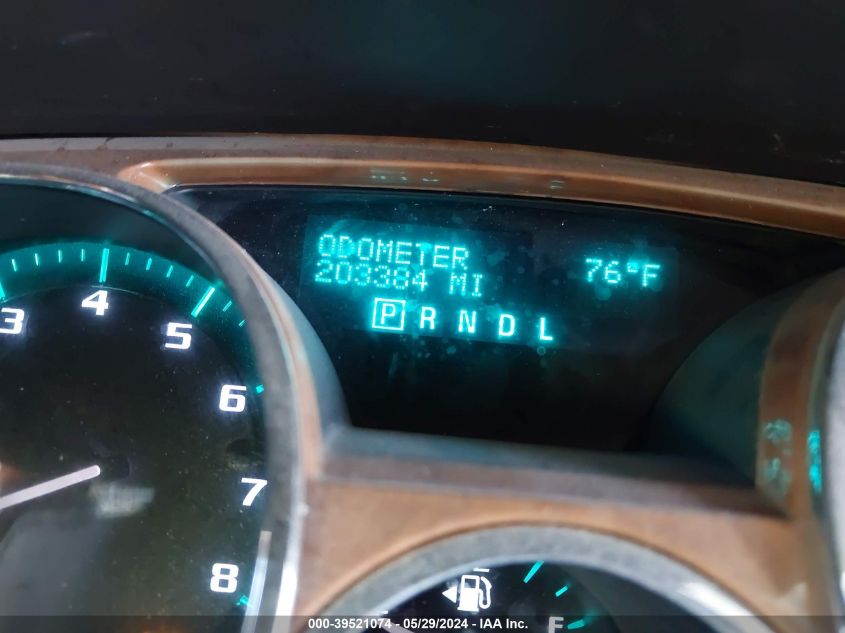 ODOMETER
203384 MI
76°F
P R N D L
3
4
5
6
7
8
F
000-39521074 - 05/29/2024 - IAA Inc.